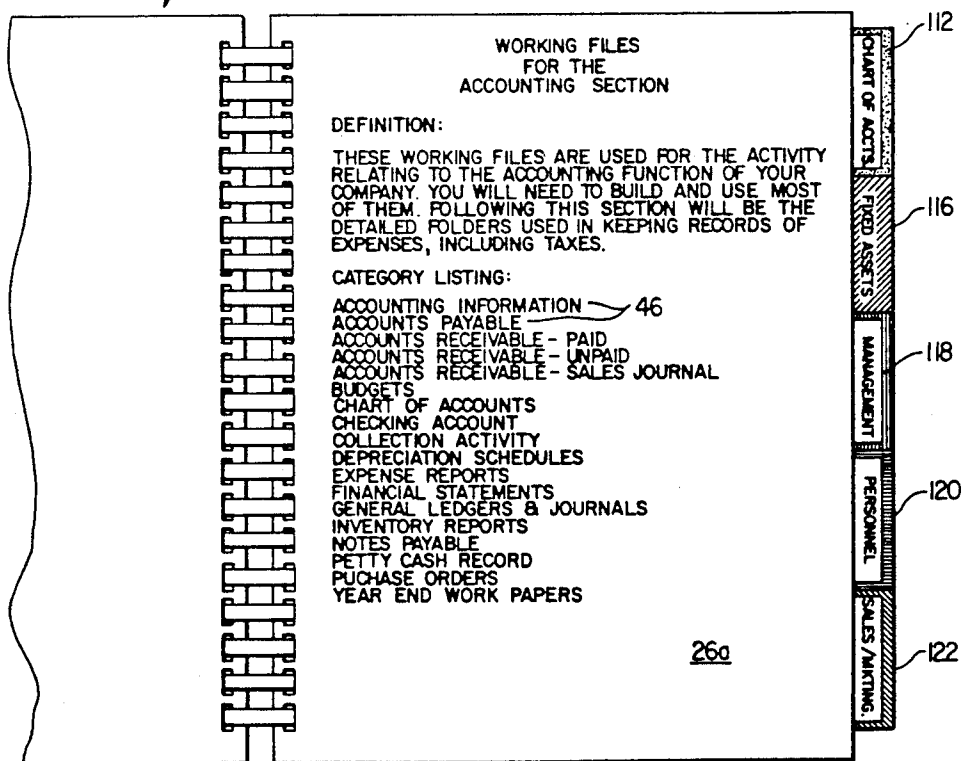 WORKING FILES
FOR THE
ACCOUNTING SECTION
DEFINITION:
THESE WORKING FILES ARE USED FOR THE ACTIVITY
RELATING TO THE ACCOUNTING FUNCTION OF YOUR
COMPANY. YOU WILL NEED TO BUILD AND USE MOST
OF THEM. FOLLOWING THIS SECTION WILL BE THE
DETAILED FOLDERS USED IN KEEPING RECORDS OF
EXPENSES, INCLUDING TAXES.
CATEGORY LISTING:
ACCOUNTING INFORMATION 46
ACCOUNTS PAYABLE
ACCOUNTS RECEIVABLE - PAID
ACCOUNTS RECEIVABLE - UNPAID
ACCOUNTS RECEIVABLE - SALES JOURNAL
BUDGETS
CHART OF ACCOUNTS
CHECKING ACCOUNT
COLLECTION ACTIVITY
DEPRECIATION SCHEDULES
EXPENSE REPORTS
FINANCIAL STATEMENTS
GENERAL LEDGERS & JOURNALS
INVENTORY REPORTS
NOTES PAYABLE
PETTY CASH RECORD
PUCHASE ORDERS
YEAR END WORK PAPERS
26a
CHART OF ACCTS.
112
FIXED ASSETS
116
MANAGEMENT
118
PERSONNEL
120
SALES/MKTING.
122